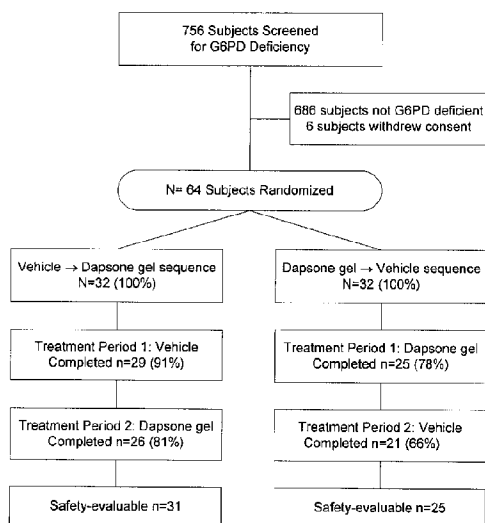 756 Subjects Screened
for G6PD Deficiency
686 subjects not G6PD deficient
6 subjects withdrew consent
N= 64 Subjects Randomized
Vehicle → Dapsone gel sequence
N=32 (100%)
Dapsone gel → Vehicle sequence
N=32 (100%)
Treatment Period 1: Vehicle
Completed n=29 (91%)
Treatment Period 1: Dapsone gel
Completed n=25 (78%)
Treatment Period 2: Dapsone gel
Completed n=26 (81%)
Treatment Period 2: Vehicle
Completed n=21 (66%)
Safety-evaluable n=31
Safety-evaluable n=25